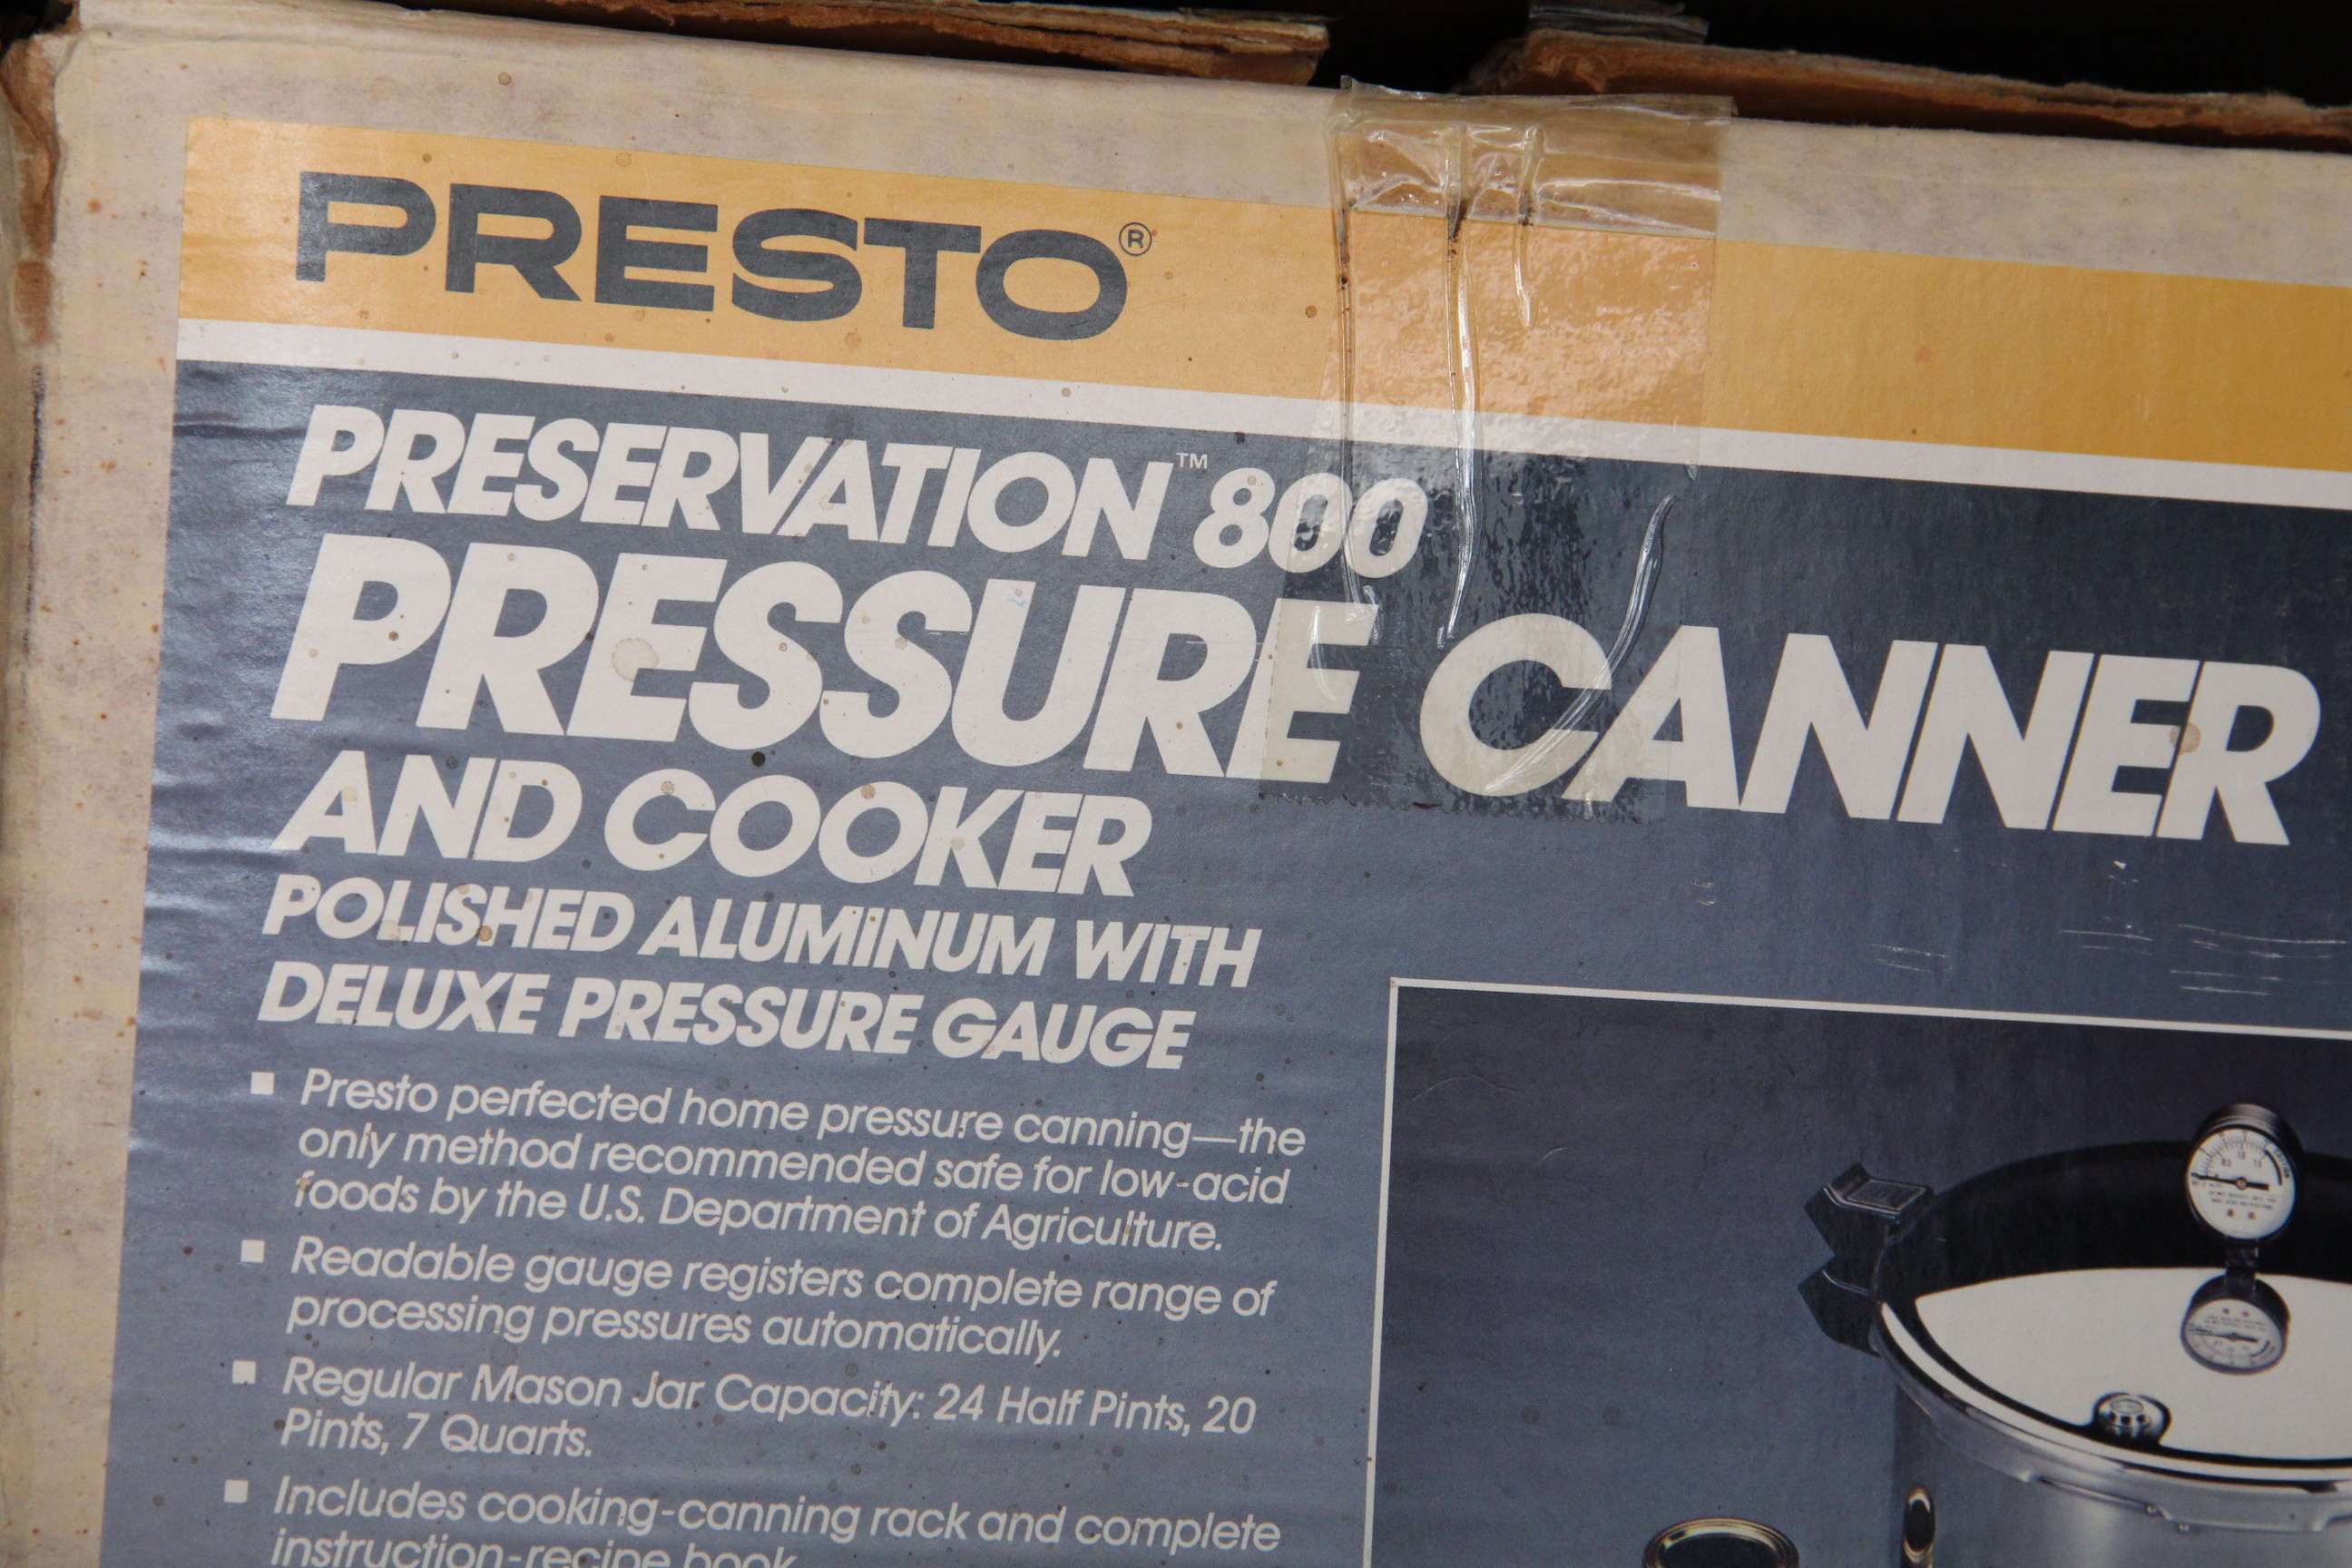 PRESTO®
PRESERVATION™ 800
PRESSURE CANNER
AND COOKER
POLISHED ALUMINUM WITH
DELUXE PRESSURE GAUGE
▪ Presto perfected home pressure canning—the
only method recommended safe for low-acid
foods by the U.S. Department of Agriculture.
▪ Readable gauge registers complete range of
processing pressures automatically.
▪ Regular Mason Jar Capacity: 24 Half Pints, 20
Pints, 7 Quarts.
▪ Includes cooking-canning rack and complete
instruction-recipe book.